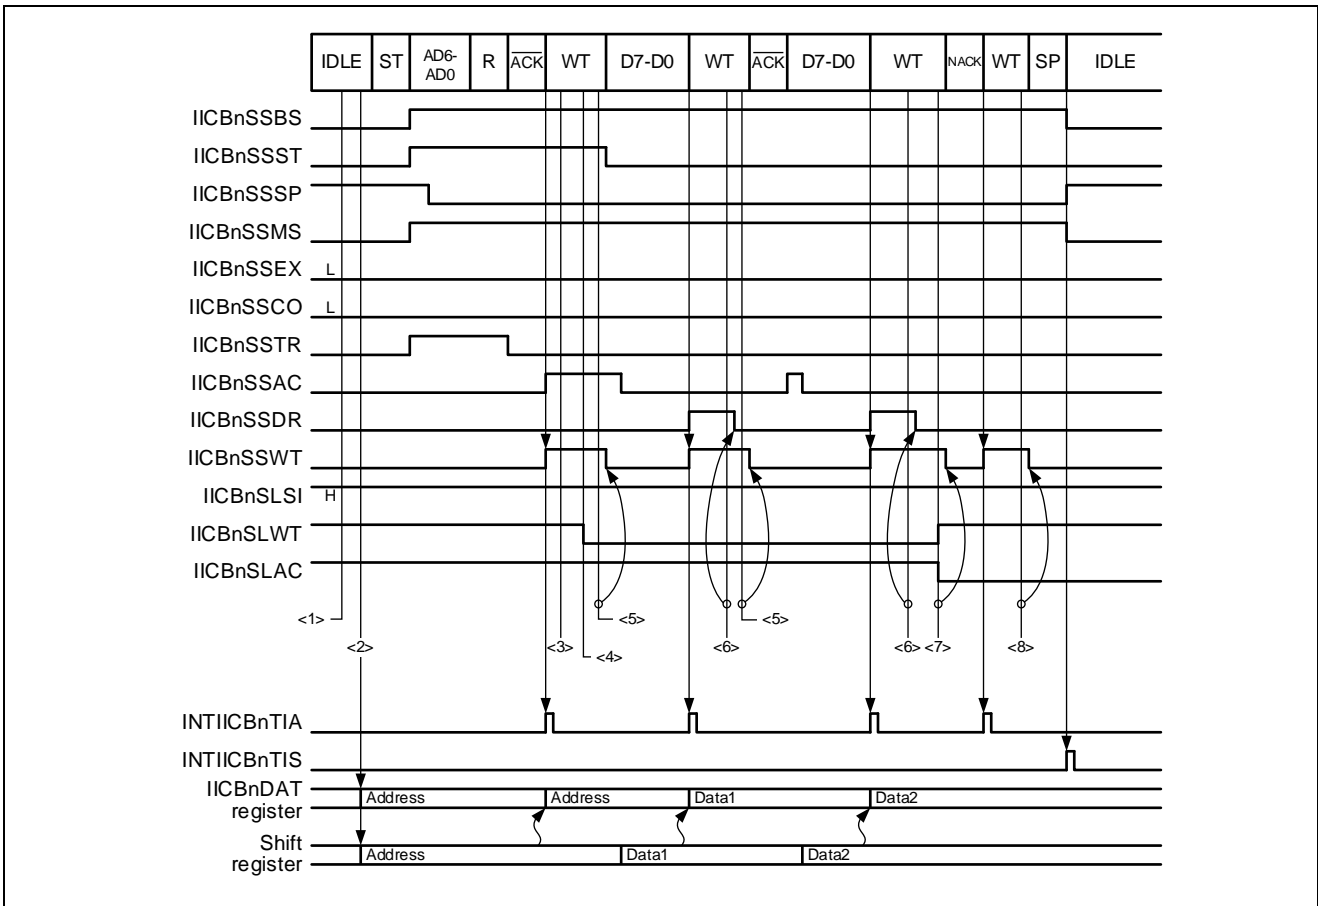 IDLE ST AD6-AD0 R ACK WT D7-D0 WT ACK D7-D0 WT NACK WT SP IDLE
IICBnSSBS
IICBnSSST
IICBnSSSP
IICBnSSMS
IICBnSSEX L
IICBnSSCO L
IICBnSSTR
IICBnSSAC
IICBnSSDR
IICBnSSWT
IICBnSLSI H
IICBnSLWT
IICBnSLAC
<1> <5> <5>
<2> <3> <6> <6> <7> <8>
<4>
INTIICBnTIA
INTIICBnTIS
IICBnDAT register Address Address Data1 Data2
Shift register Address Data1 Data2